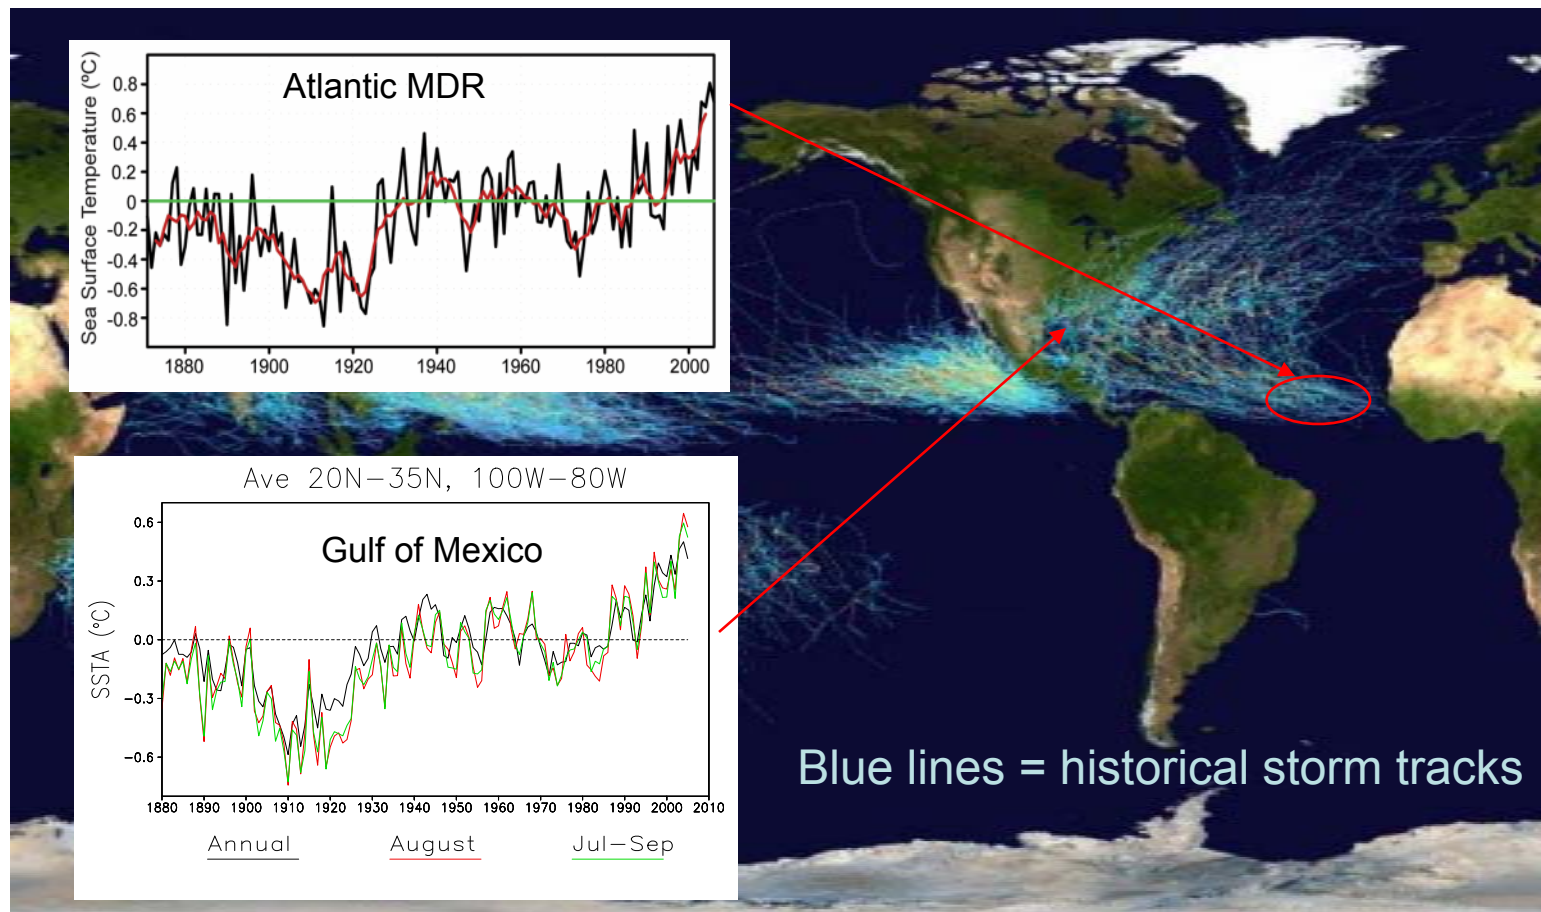 Atlantic MDR
Sea Surface Temperature (ºC)
0.8
0.6
0.4
0.2
0
-0.2
-0.4
-0.6
-0.8
1880 1900 1920 1940 1960 1980 2000
Ave 20N-35N, 100W-80W
Gulf of Mexico
SSTA (°C)
0.6
0.3
0.0
-0.3
-0.6
1880 1890 1900 1910 1920 1930 1940 1950 1960 1970 1980 1990 2000 2010
Annual August Jul-Sep
Blue lines = historical storm tracks